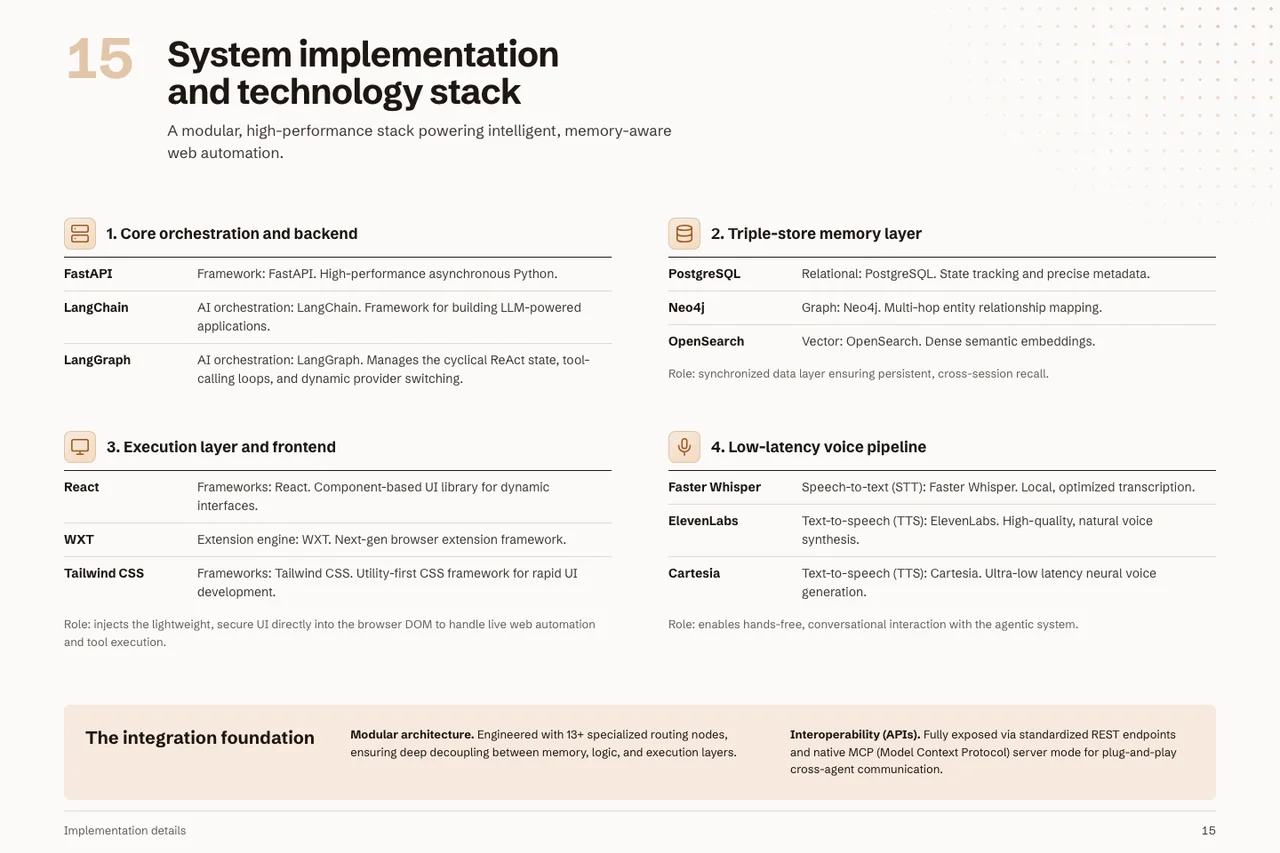 15
System implementation
and technology stack
A modular, high-performance stack powering intelligent, memory-aware
web automation.
1. Core orchestration and backend
FastAPI Framework: FastAPI. High-performance asynchronous Python.
LangChain AI orchestration: LangChain. Framework for building LLM-powered
applications.
LangGraph AI orchestration: LangGraph. Manages the cyclical ReAct state, tool-
calling loops, and dynamic provider switching.
2. Triple-store memory layer
PostgreSQL Relational: PostgreSQL. State tracking and precise metadata.
Neo4j Graph: Neo4j. Multi-hop entity relationship mapping.
OpenSearch Vector: OpenSearch. Dense semantic embeddings.
Role: synchronized data layer ensuring persistent, cross-session recall.
3. Execution layer and frontend
React Frameworks: React. Component-based UI library for dynamic
interfaces.
WXT Extension engine: WXT. Next-gen browser extension framework.
Tailwind CSS Frameworks: Tailwind CSS. Utility-first CSS framework for rapid UI
development.
Role: injects the lightweight, secure UI directly into the browser DOM to handle live web automation
and tool execution.
4. Low-latency voice pipeline
Faster Whisper Speech-to-text (STT): Faster Whisper. Local, optimized transcription.
ElevenLabs Text-to-speech (TTS): ElevenLabs. High-quality, natural voice
synthesis.
Cartesia Text-to-speech (TTS): Cartesia. Ultra-low latency neural voice
generation.
Role: enables hands-free, conversational interaction with the agentic system.
The integration foundation
Modular architecture. Engineered with 13+ specialized routing nodes,
ensuring deep decoupling between memory, logic, and execution layers.
Interoperability (APIs). Fully exposed via standardized REST endpoints
and native MCP (Model Context Protocol) server mode for plug-and-play
cross-agent communication.
Implementation details
15